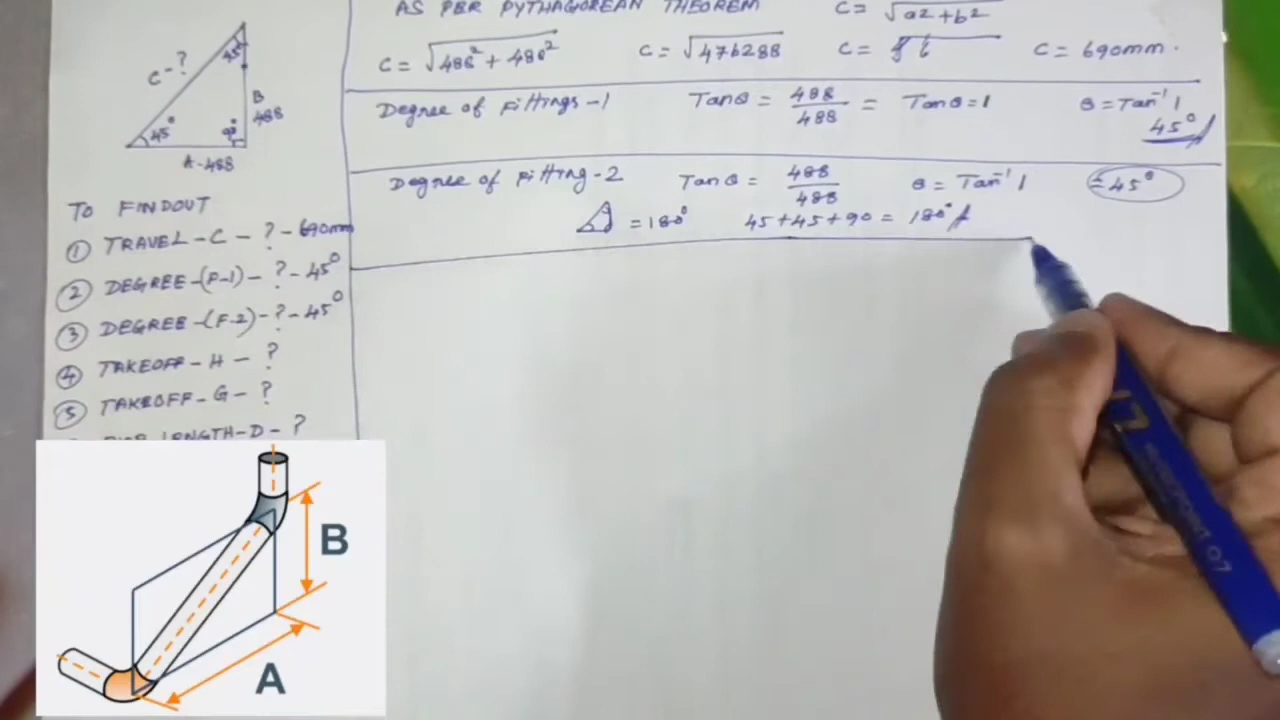 AS PER PYTHAGOREAN THEOREM C = √a2+b2
C = √488² + 488² C = √476288 C = C = 690mm.
Degree of Fittings-1 Tanθ = 488/488 = Tanθ = 1 θ = Tan⁻¹ 1
45°
Degree of Fitting-2 Tanθ = 488/488 θ = Tan⁻¹ 1 = 45°
= 180° 45+45+90 = 180°
C-?
45°
B
488
45°
90°
A-488
TO FINDOUT
① TRAVEL-C-?-690mm
② DEGREE-(F-1)-?-45°
③ DEGREE-(F-2)-?-45°
④ TAKEOFF-H-?
⑤ TAKEOFF-G-?
LENGTH-D-?
B
A
17